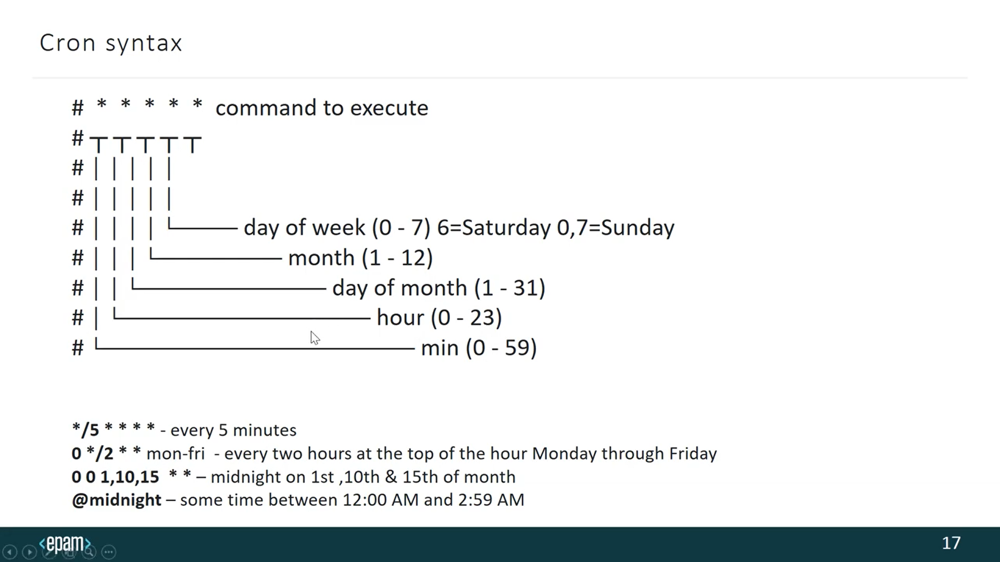 Cron syntax
# * * * * * command to execute
# ┬ ┬ ┬ ┬ ┬
# │ │ │ │ │
# │ │ │ │ │
# │ │ │ │ └───── day of week (0 - 7) 6=Saturday 0,7=Sunday
# │ │ │ └────────── month (1 - 12)
# │ │ └─────────────── day of month (1 - 31)
# │ └──────────────────── hour (0 - 23)
# └───────────────────────── min (0 - 59)
*/5 * * * * - every 5 minutes
0 */2 * * mon-fri - every two hours at the top of the hour Monday through Friday
0 0 1,10,15 * * – midnight on 1st ,10th & 15th of month
@midnight – some time between 12:00 AM and 2:59 AM
<epam>
17